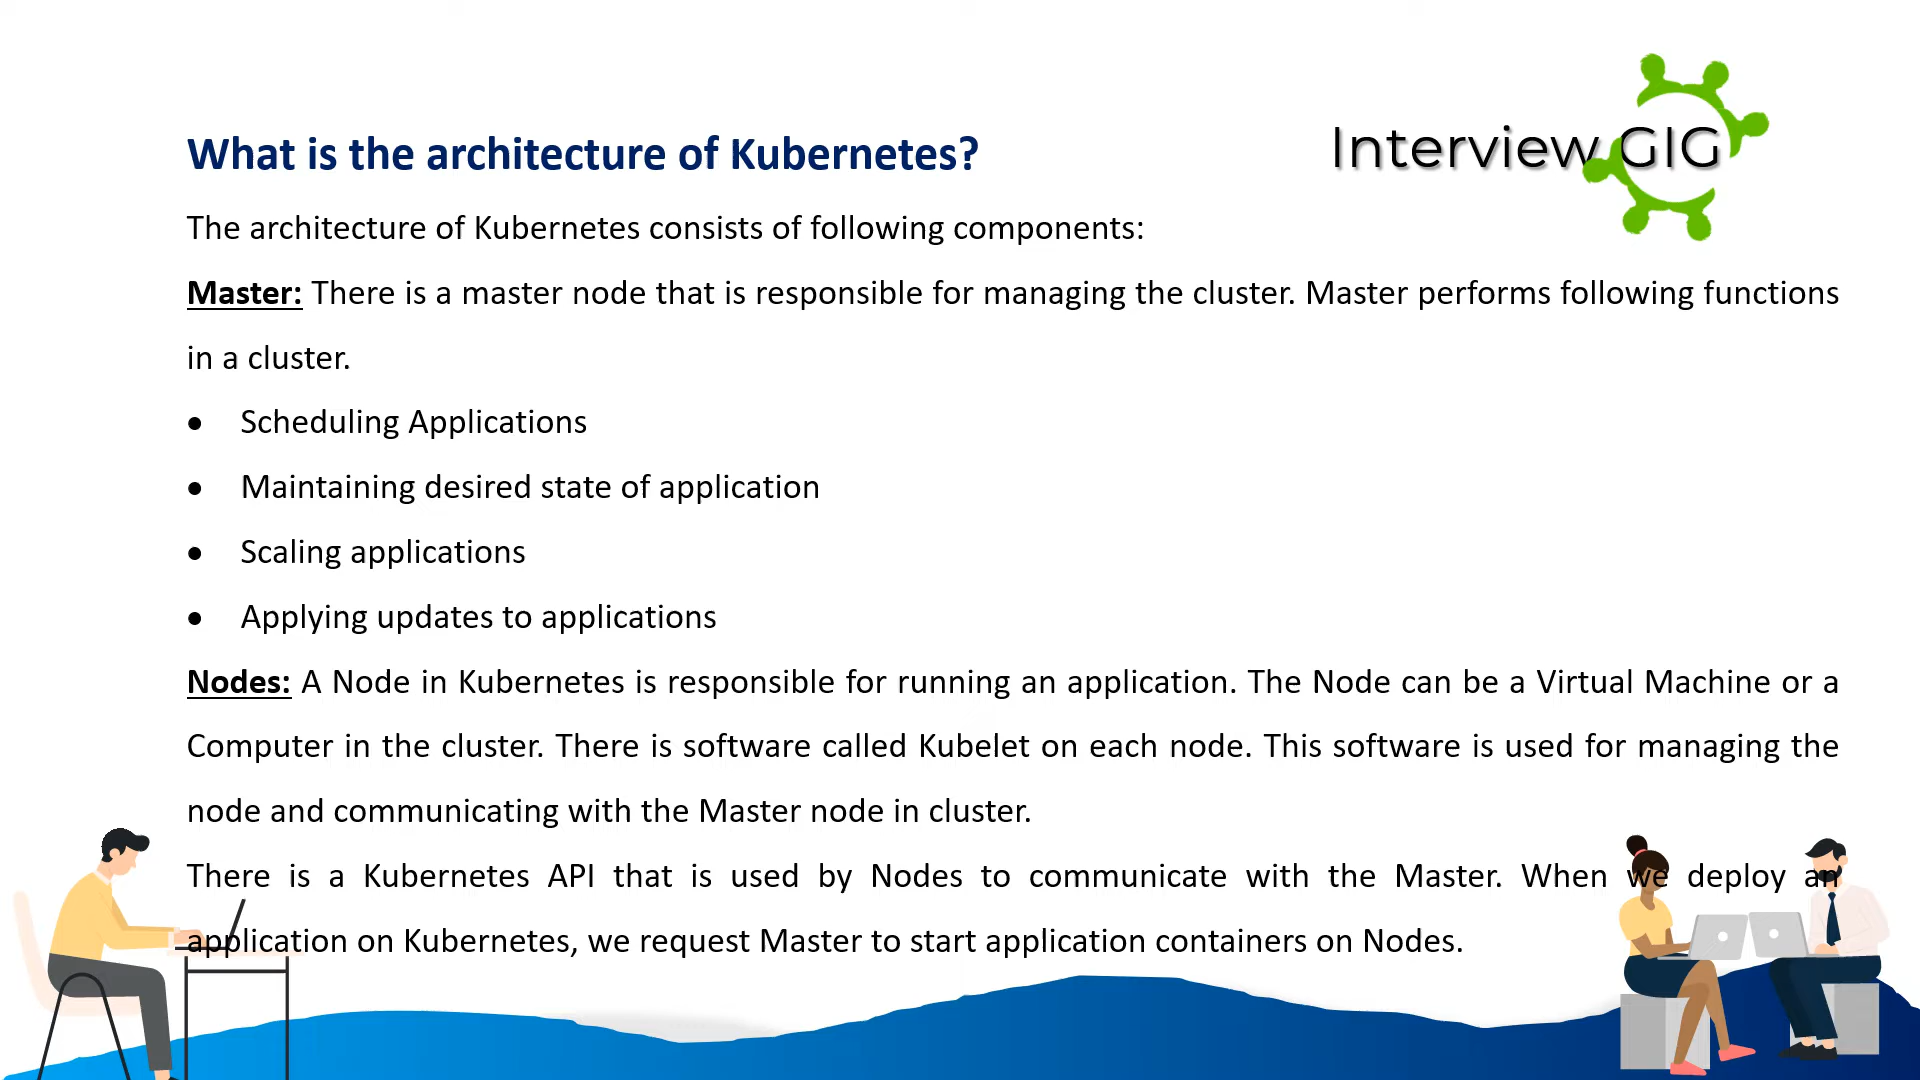 Interview GIG
What is the architecture of Kubernetes?
The architecture of Kubernetes consists of following components:
Master: There is a master node that is responsible for managing the cluster. Master performs following functions
in a cluster.
• Scheduling Applications
• Maintaining desired state of application
• Scaling applications
• Applying updates to applications
Nodes: A Node in Kubernetes is responsible for running an application. The Node can be a Virtual Machine or a
Computer in the cluster. There is software called Kubelet on each node. This software is used for managing the
node and communicating with the Master node in cluster.
There is a Kubernetes API that is used by Nodes to communicate with the Master. When we deploy an
application on Kubernetes, we request Master to start application containers on Nodes.